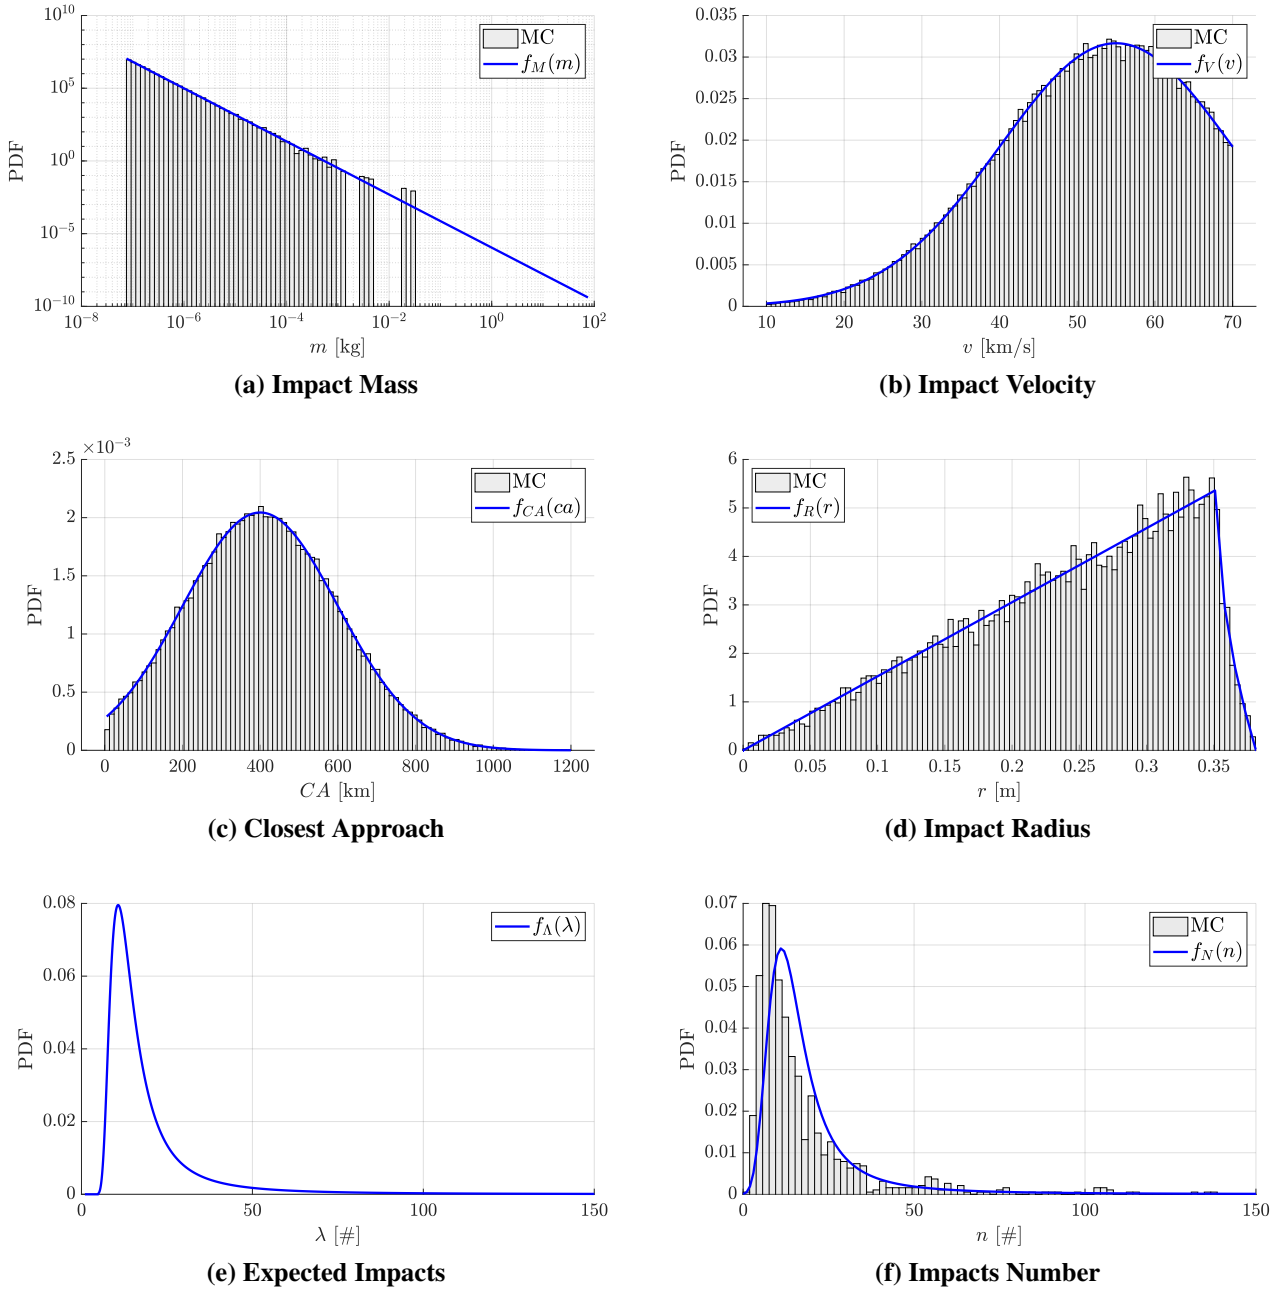 10^10
10^5
10^0
10^−5
10^−10
PDF
10^−8
10^−6
10^−4
10^−2
10^0
10^2
m [kg]
MC
f_M(m)
(a) Impact Mass
0.035
0.03
0.025
0.02
0.015
0.01
0.005
0
PDF
10
20
30
40
50
60
70
v [km/s]
MC
f_V(v)
(b) Impact Velocity
×10^−3
2.5
2
1.5
1
0.5
0
PDF
0
200
400
600
800
1000
1200
CA [km]
MC
f_CA(ca)
(c) Closest Approach
6
5
4
3
2
1
0
PDF
0
0.05
0.1
0.15
0.2
0.25
0.3
0.35
r [m]
MC
f_R(r)
(d) Impact Radius
0.08
0.06
0.04
0.02
0
PDF
0
50
100
150
λ [#]
f_Λ(λ)
(e) Expected Impacts
0.07
0.06
0.05
0.04
0.03
0.02
0.01
0
PDF
0
50
100
150
n [#]
MC
f_N(n)
(f) Impacts Number